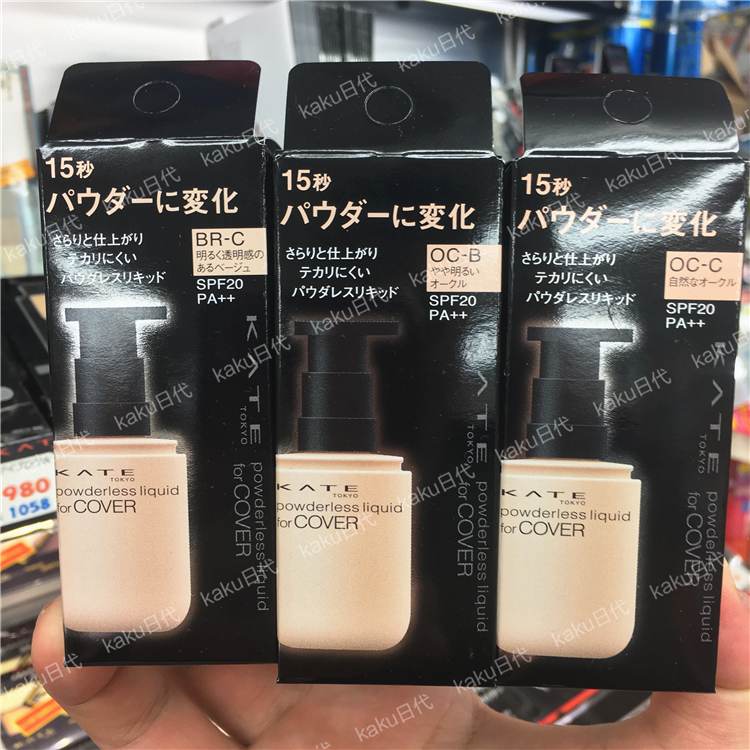 15秒
パウダーに変化
さらりと仕上がり
テカリにくい
パウダレスリキッド
BR-C
明るく透明感の
あるベージュ
SPF20
PA++
KATE
TOKYO
powderless liquid
for COVER
KATE
TOKYO
powderless liquid
for COVER
15秒
パウダーに変化
さらりと仕上がり
テカリにくい
パウダレスリキッド
OC-B
やや明るい
オークル
SPF20
PA++
KATE
TOKYO
powderless liquid
for COVER
KATE
TOKYO
powderless liquid
for COVER
15秒
パウダーに変化
さらりと仕上がり
テカリにくい
パウダレスリキッド
OC-C
自然なオークル
SPF20
PA++
KATE
TOKYO
powderless liquid
for COVER
980
1058
kaku日代